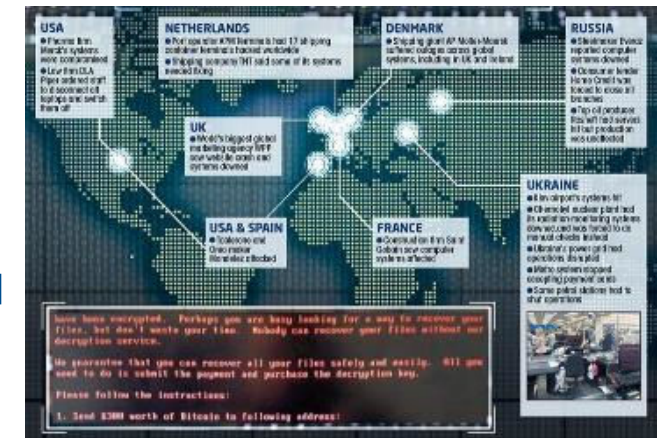 USA
● Pharma firm
Merck's systems
were compromised
● Law firm DLA
Piper ordered staff
to disconnect all
laptops and switch
them off
NETHERLANDS
● Port operator APM Terminals had 17 shipping
container terminals hacked worldwide
● Shipping company TNT said some of its systems
needed fixing
DENMARK
● Shipping giant AP Moller-Maersk
suffered outages across global
systems, including in UK and Ireland
RUSSIA
● Steelmaker Evraz
reported computer
systems downed
● Consumer lender
Home Credit was
forced to close all
branches
● Top oil producer
Rosneft had servers
hit but production
was unaffected
UK
● World's biggest global
marketing agency WPP
saw website crash and
systems downed
USA & SPAIN
● Toblerone and
Oreo maker
Mondelez attacked
FRANCE
● Construction firm Saint
Gobain saw computer
systems affected
UKRAINE
● Kiev airport's systems hit
● Chernobyl nuclear plant had
its radiation monitoring systems
downed, and was forced to do
manual checks instead
● Ukraine's power grid had
operations disrupted
● Metro system stopped
accepting payment cards
● Some petrol stations had to
shut operations
have been encrypted. Perhaps you are busy looking for a way to recover your
files, but don't waste your time. Nobody can recover your files without our
decryption service.
We guarantee that you can recover all your files safely and easily. All you
need to do is submit the payment and purchase the decryption key.
Please follow the instructions:
1. Send $300 worth of Bitcoin to following address: